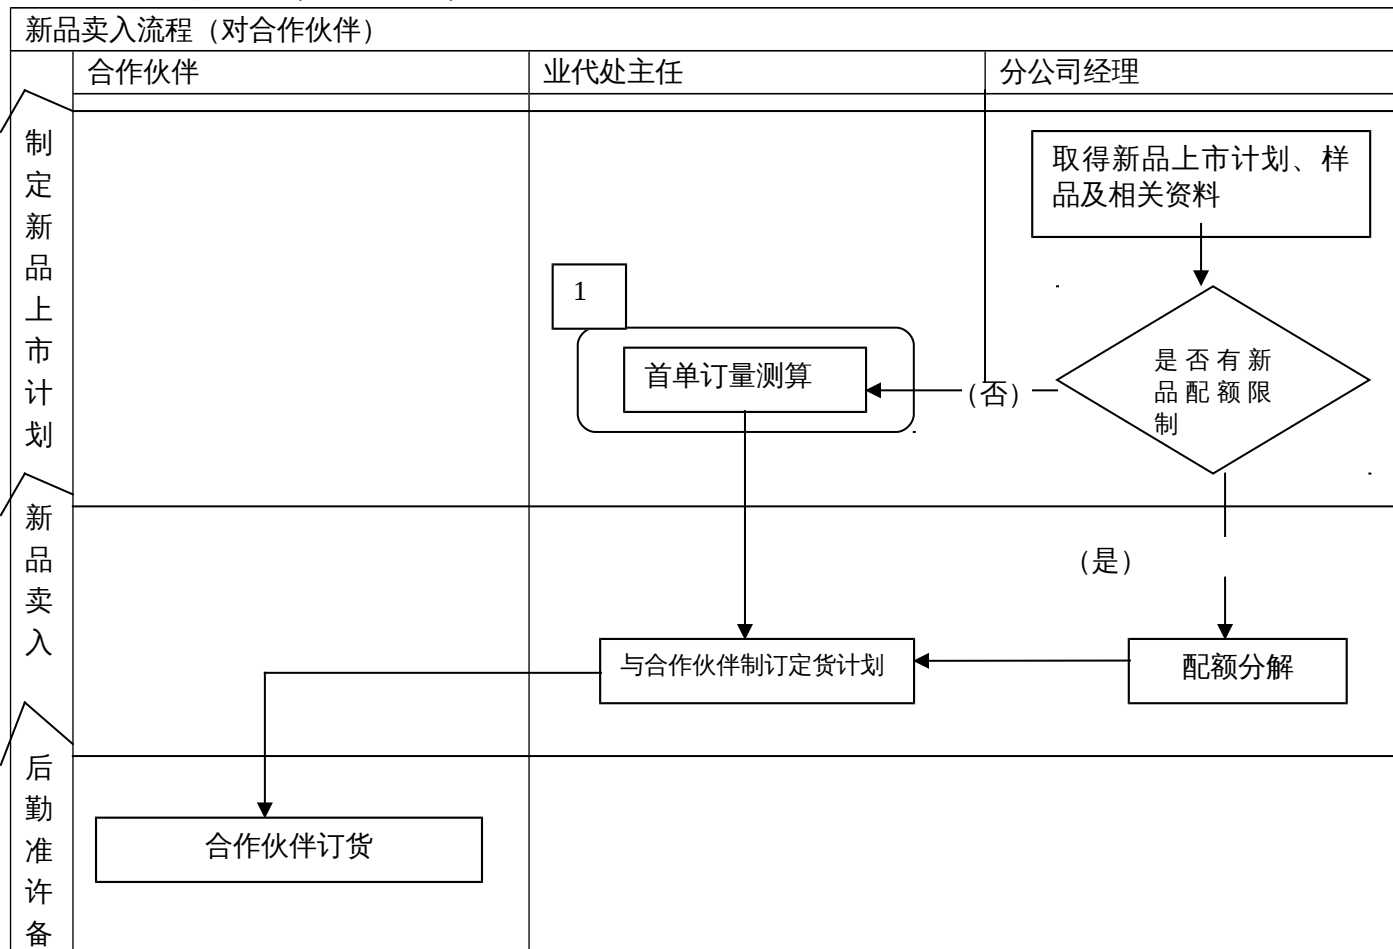 新品卖入流程（对合作伙伴）
合作伙伴
业代处主任
分公司经理
制
定
新
品
上
市
计
划
取得新品上市计划、样
品及相关资料
1
首单订量测算
（否）
是否有新
品配额限
制
新
品
卖
入
（是）
与合作伙伴制订定货计划
配额分解
后
勤
准
许
备
合作伙伴订货